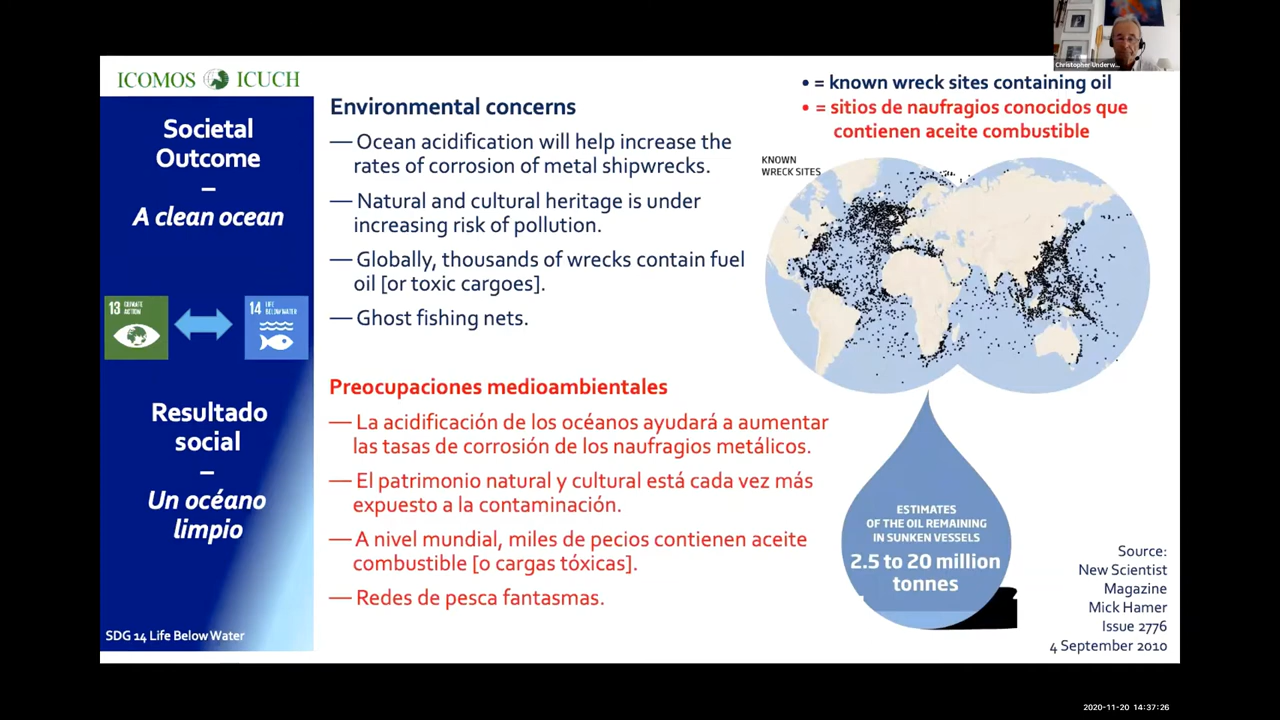 ICOMOS ICUCH
Societal
Outcome
–
A clean ocean
13 CLIMATE
ACTION
14 LIFE
BELOW WATER
Resultado
social
–
Un océano
limpio
SDG 14 Life Below Water
Environmental concerns
— Ocean acidification will help increase the
rates of corrosion of metal shipwrecks.
— Natural and cultural heritage is under
increasing risk of pollution.
— Globally, thousands of wrecks contain fuel
oil [or toxic cargoes].
— Ghost fishing nets.
Preocupaciones medioambientales
— La acidificación de los océanos ayudará a aumentar
las tasas de corrosión de los naufragios metálicos.
— El patrimonio natural y cultural está cada vez más
expuesto a la contaminación.
— A nivel mundial, miles de pecios contienen aceite
combustible [o cargas tóxicas].
— Redes de pesca fantasmas.
Christopher Underw...
• = known wreck sites containing oil
• = sitios de naufragios conocidos que
contienen aceite combustible
KNOWN
WRECK SITES
ESTIMATES
OF THE OIL REMAINING
IN SUNKEN VESSELS
2.5 to 20 million
tonnes
Source:
New Scientist
Magazine
Mick Hamer
Issue 2776
4 September 2010
2020-11-20 14:37:26